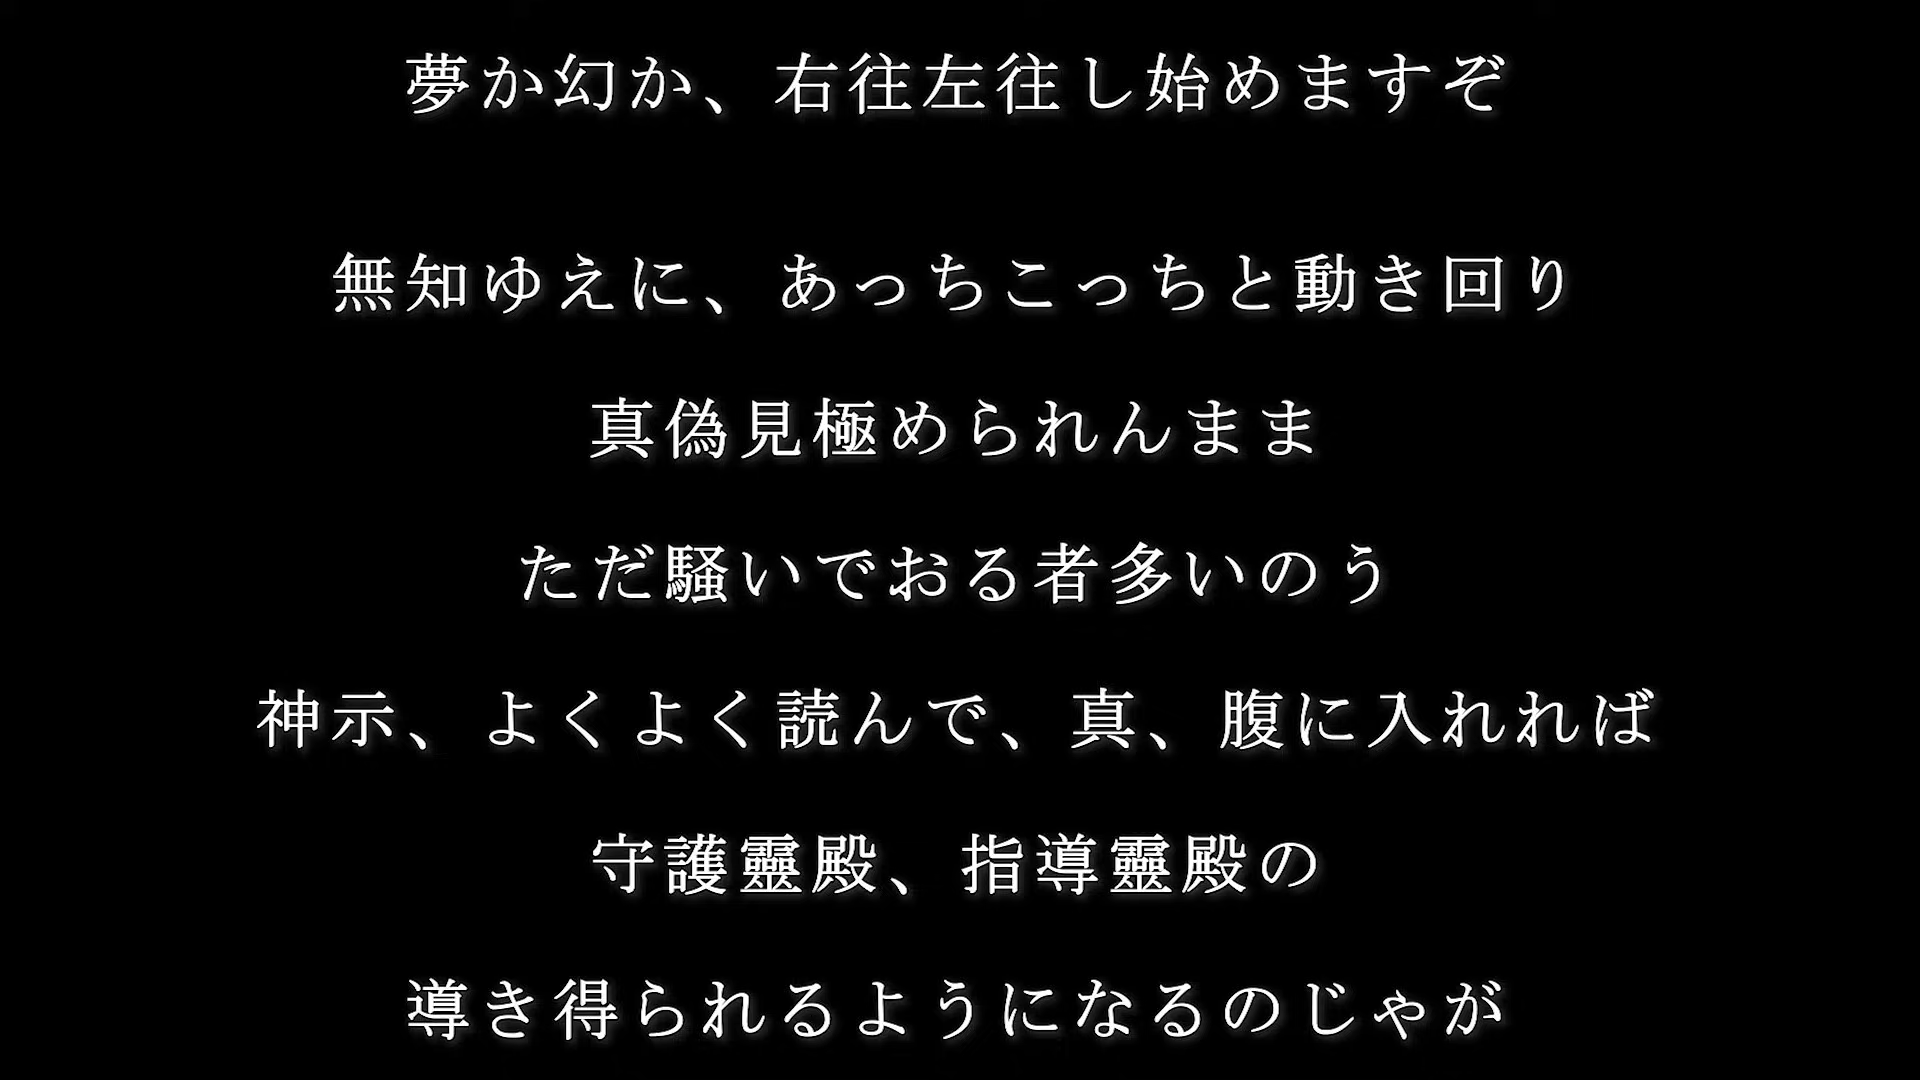 夢か幻か、右往左往し始めますぞ
無知ゆえに、あっちこっちと動き回り
真偽見極められんまま
ただ騒いでおる者多いのう
神示、よくよく読んで、真、腹に入れれば
守護靈殿、指導靈殿の
導き得られるようになるのじゃが